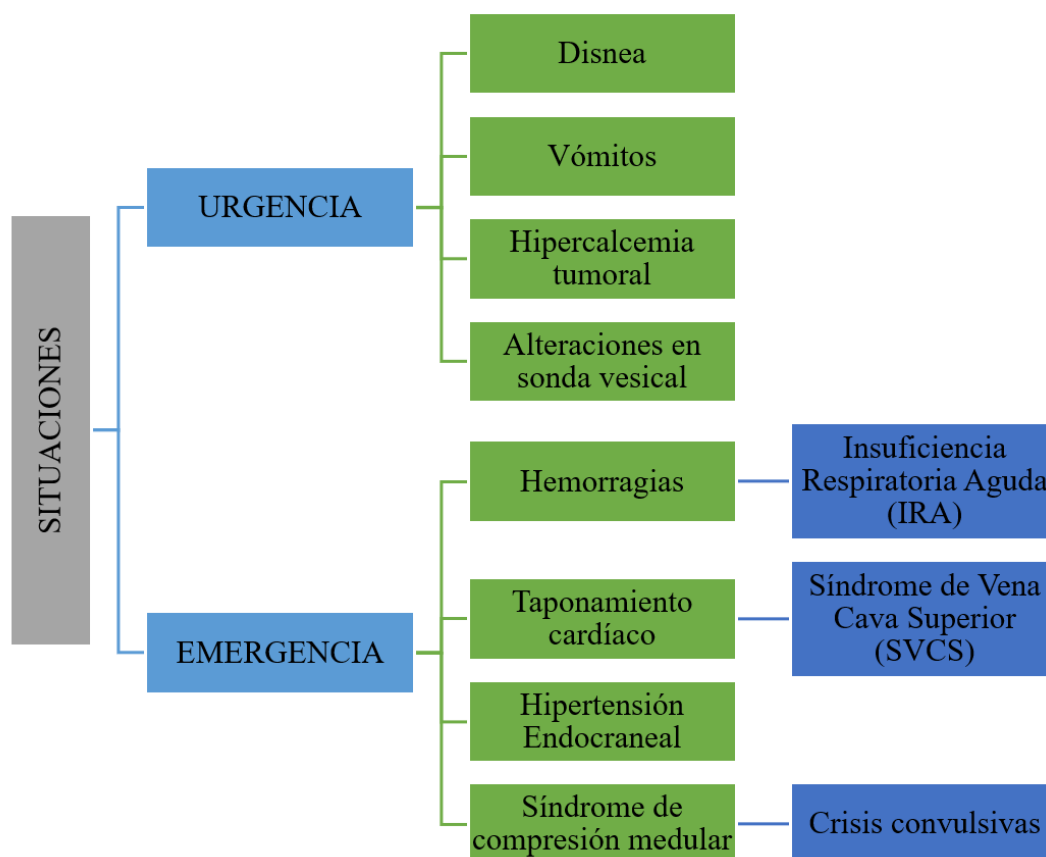 SITUACIONES
URGENCIA
Disnea
Vómitos
Hipercalcemia
tumoral
Alteraciones en
sonda vesical
EMERGENCIA
Hemorragias
Insuficiencia
Respiratoria Aguda
(IRA)
Taponamiento
cardíaco
Síndrome de Vena
Cava Superior
(SVCS)
Hipertensión
Endocraneal
Síndrome de
compresión medular
Crisis convulsivas